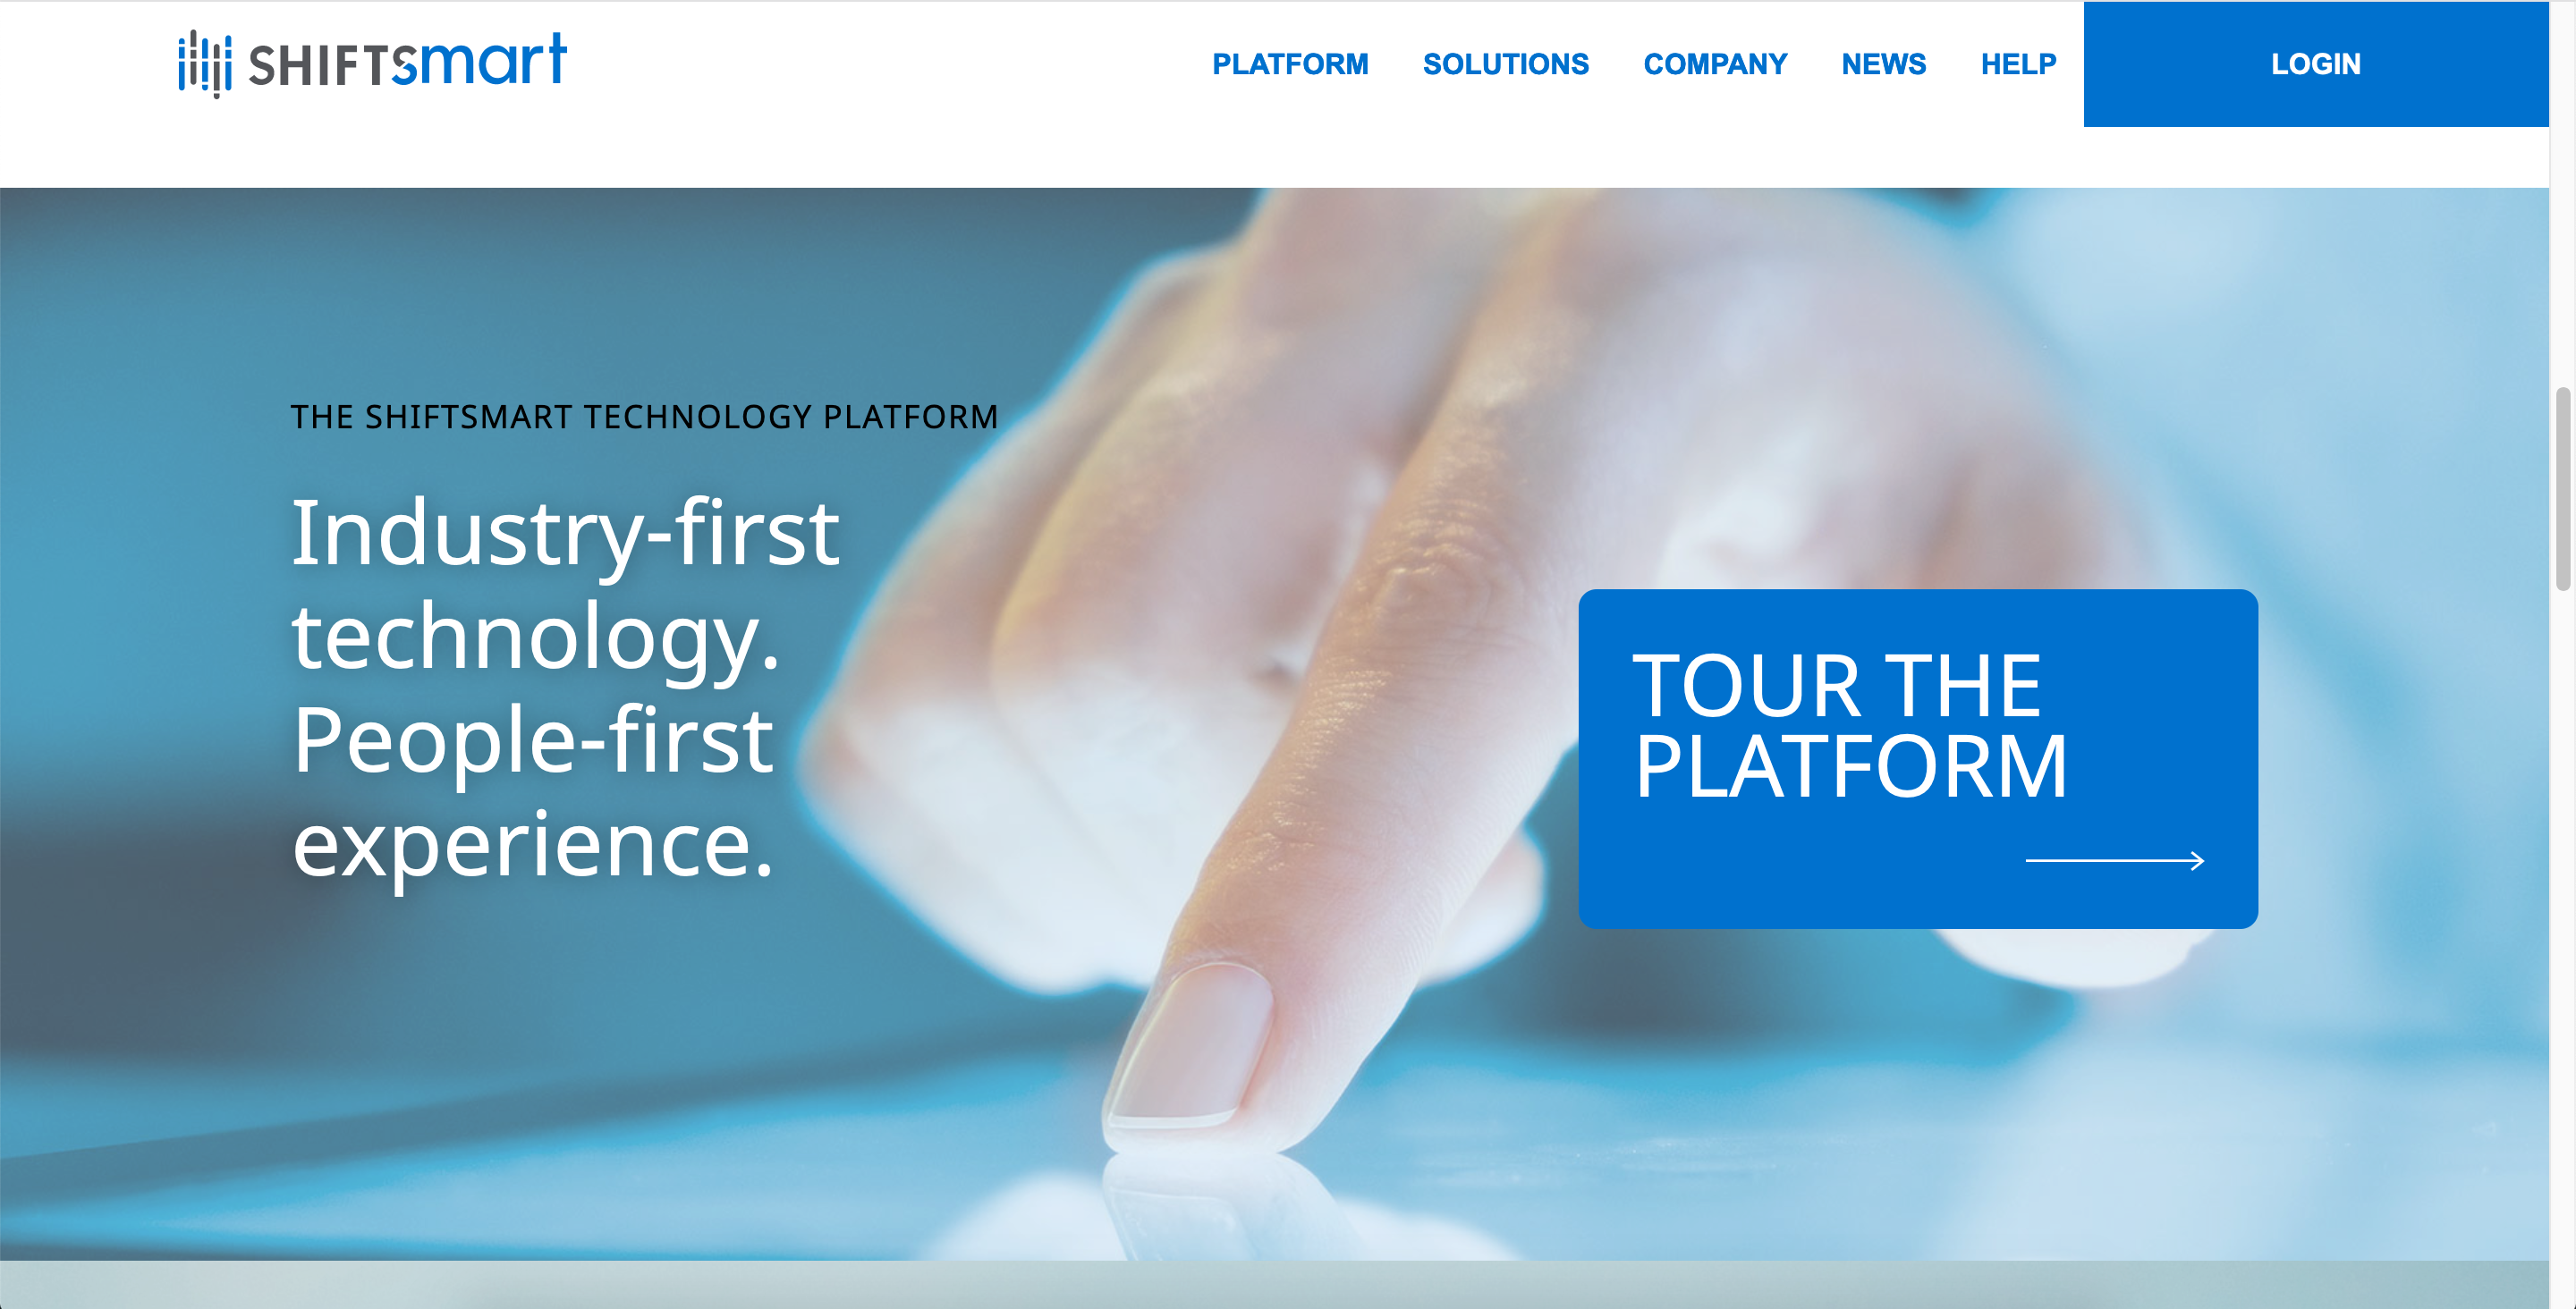 SHIFTSmart
PLATFORM
SOLUTIONS
COMPANY
NEWS
HELP
LOGIN
THE SHIFTSMART TECHNOLOGY PLATFORM
Industry-first
technology.
People-first
experience.
TOUR THE
PLATFORM